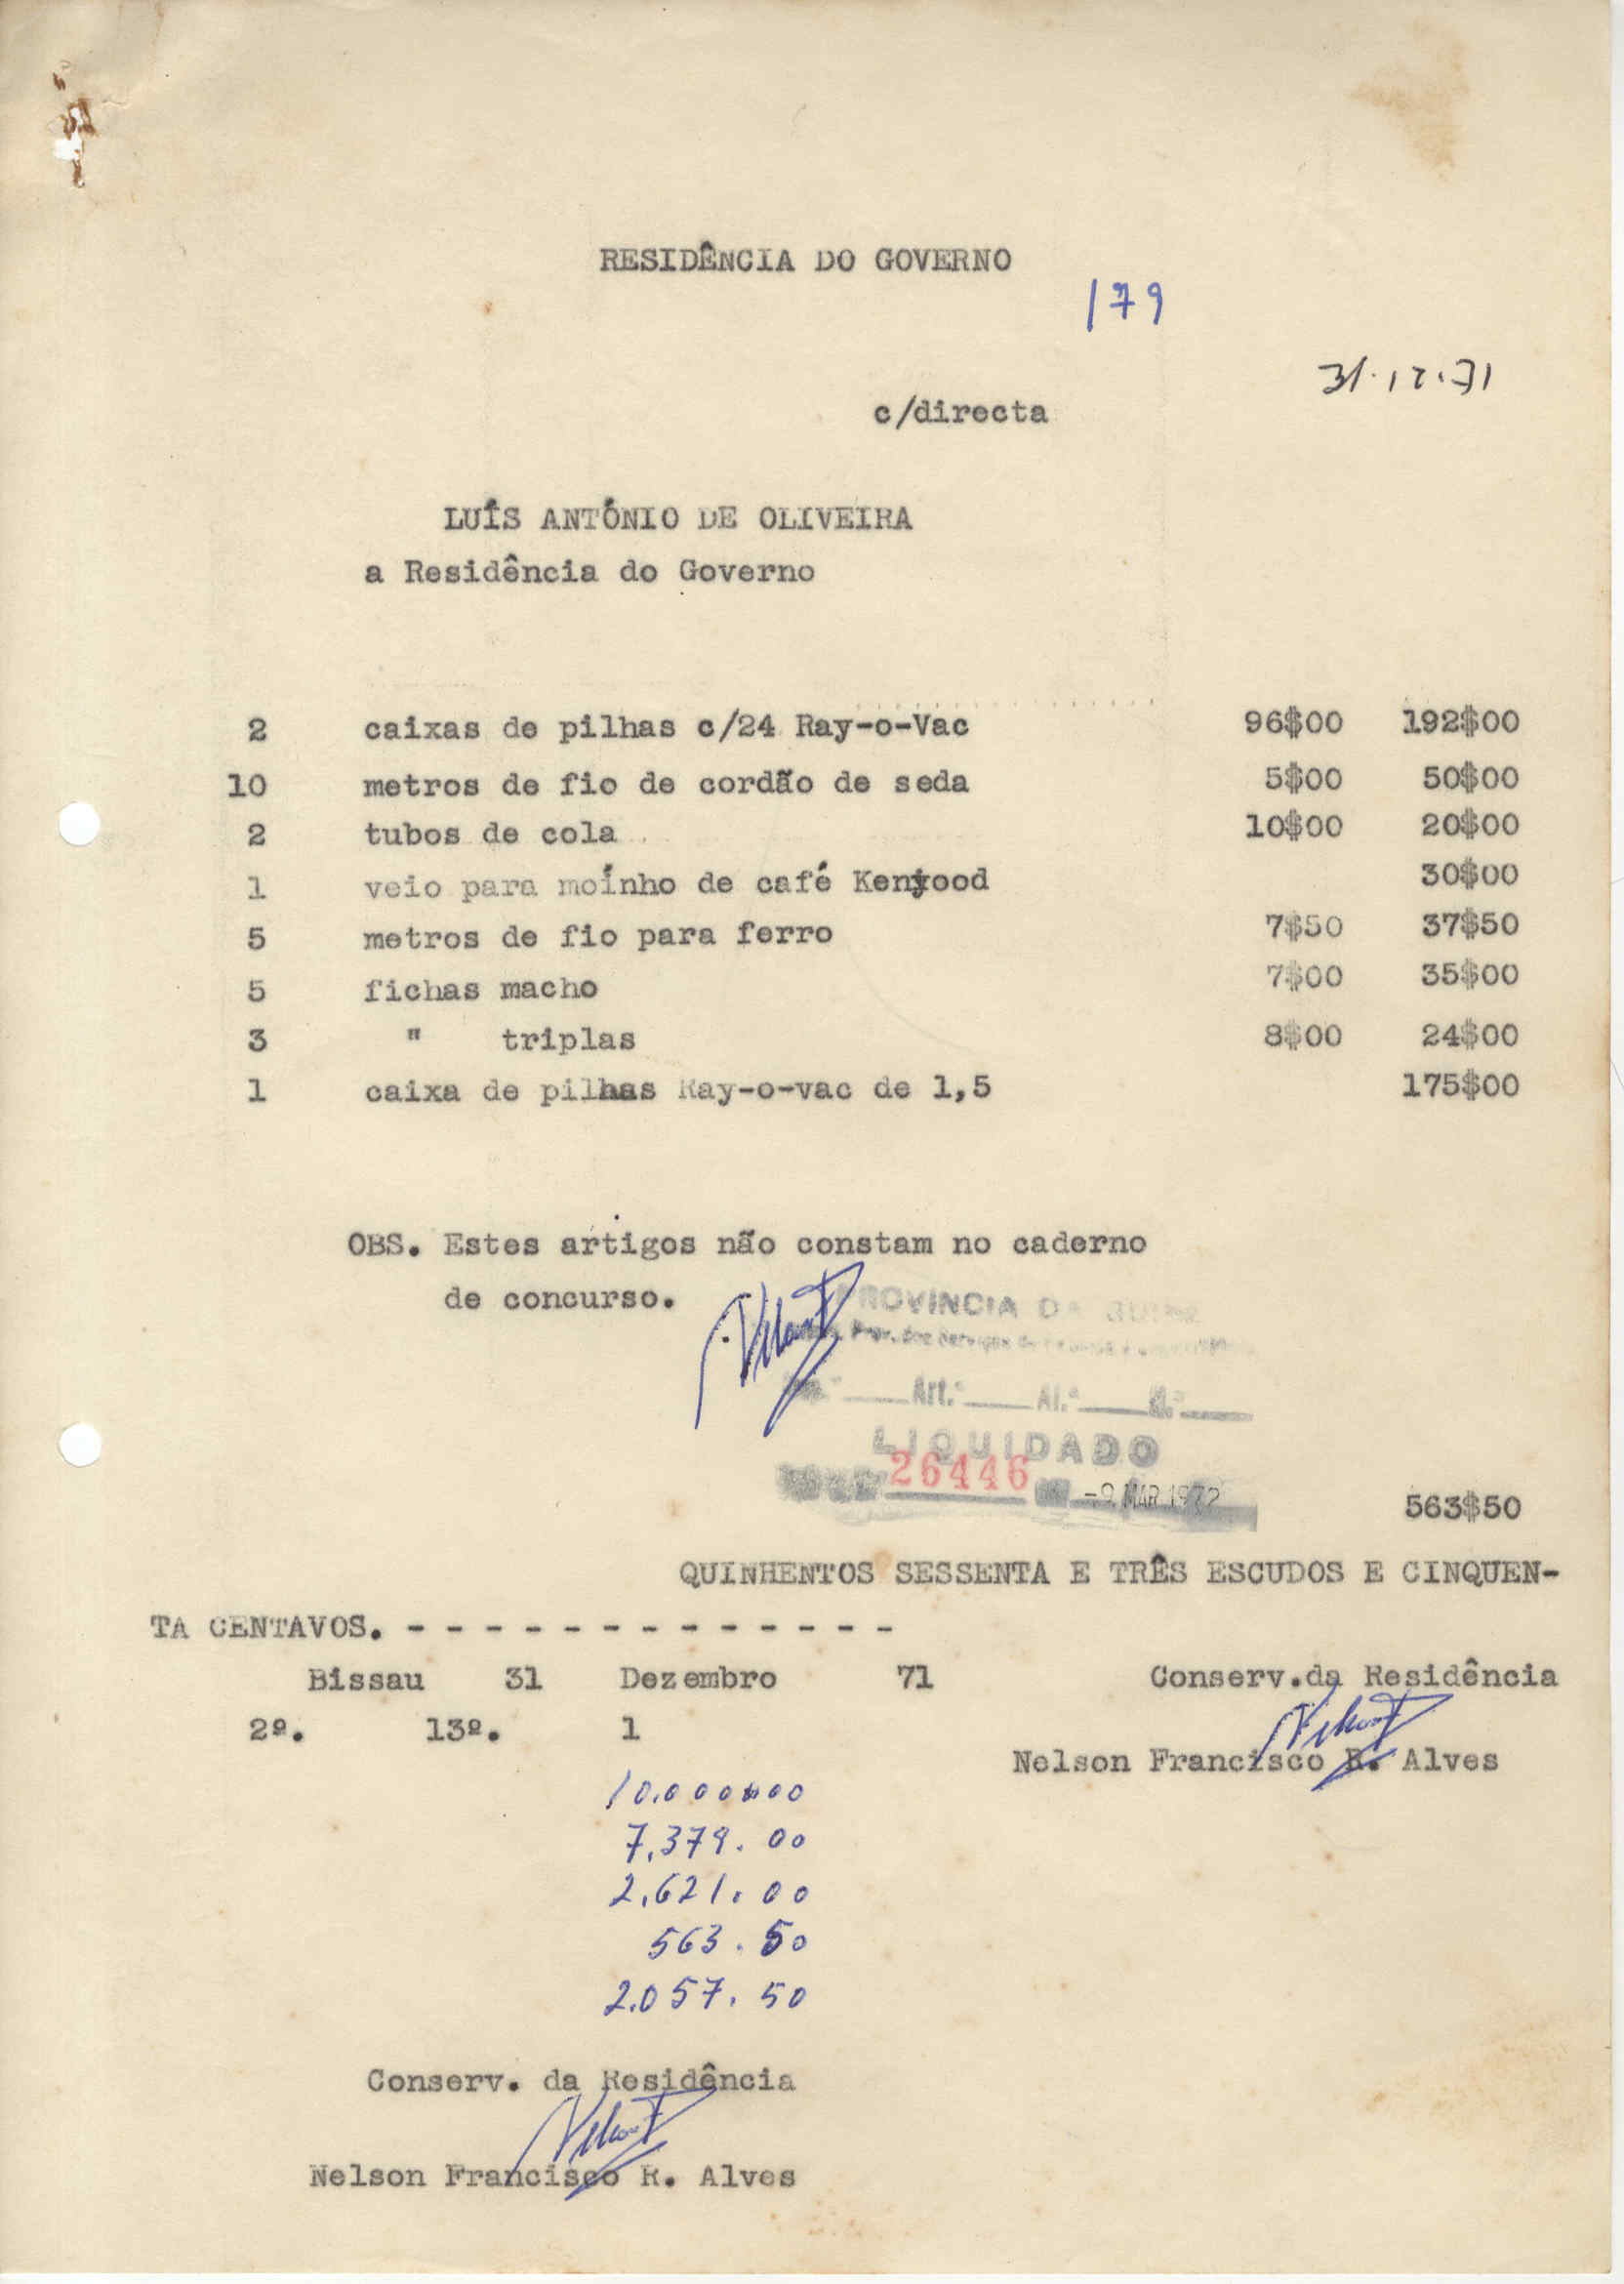 RESIDÊNCIA DO GOVERNO
179
31.12.71
c/directa
LUÍS ANTÓNIO DE OLIVEIRA
a Residência do Governo
2 caixas de pilhas c/24 Ray-o-Vac 96$00 192$00
10 metros de fio de cordão de seda 5$00 50$00
2 tubos de cola 10$00 20$00
1 veio para moínho de café 30$00
5 metros de fio para ferro 7$50 37$50
5 fichas macho 7$00 35$00
3 " triplas 8$00 24$00
1 caixa de pilhas Ray-o-vac de 1,5 175$00
OBS. Estes artigos não constam no caderno
de concurso.
PROVINCIA DA
Art.º Al.ª
LIQUIDADO
26446 -9 MAR 1972
563$50
QUINHENTOS SESSENTA E TRÊS ESCUDOS E CINQUEN-
TA CENTAVOS. - - - - - - - - - - - - -
Bissau 31 Dezembro 71 Conserv.da Residência
2º. 13º. 1
Nelson Francisco R. Alves
10.000.00
7.379.00
2.621.00
563.50
2.057.50
Conserv. da Residência
Nelson Francisco R. Alves